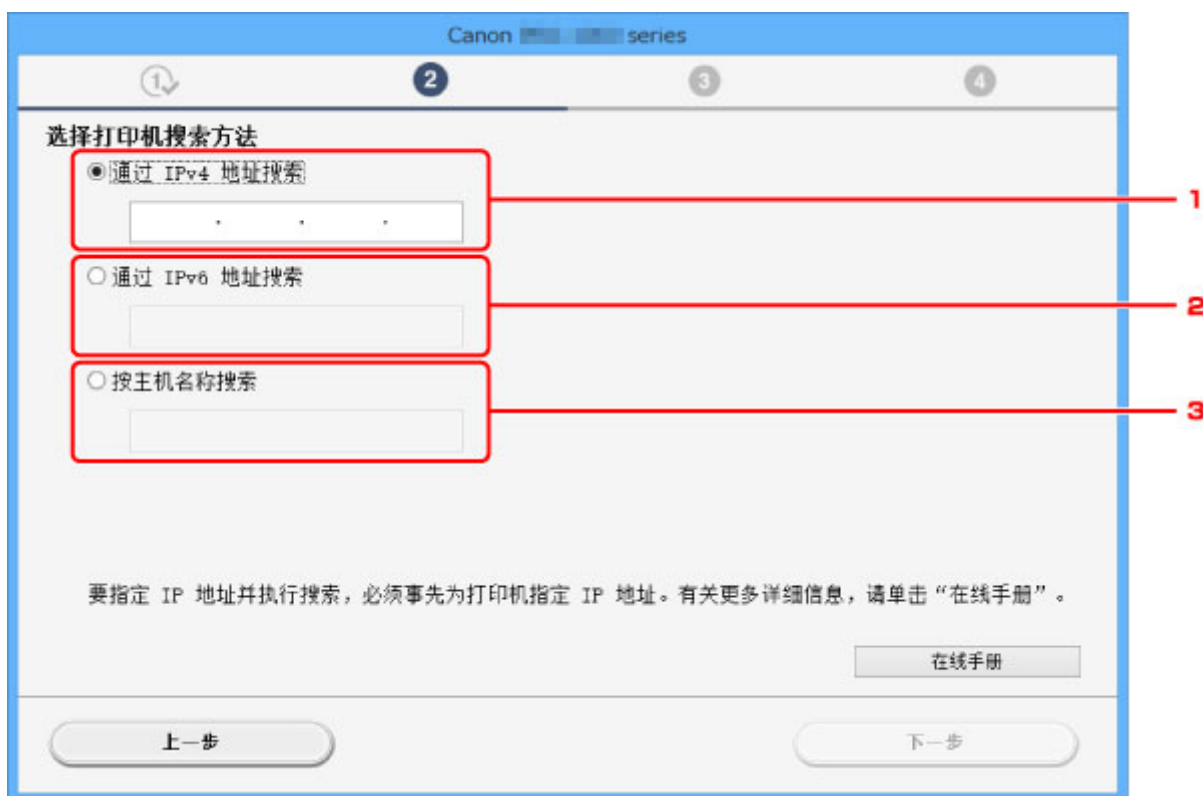 Canon series
1 2 3 4
选择打印机搜索方法
通过 IPv4 地址搜索
. . .
1
通过 IPv6 地址搜索
2
按主机名称搜索
3
要指定 IP 地址并执行搜索，必须事先为打印机指定 IP 地址。有关更多详细信息，请单击“在线手册”。
在线手册
上一步 下一步